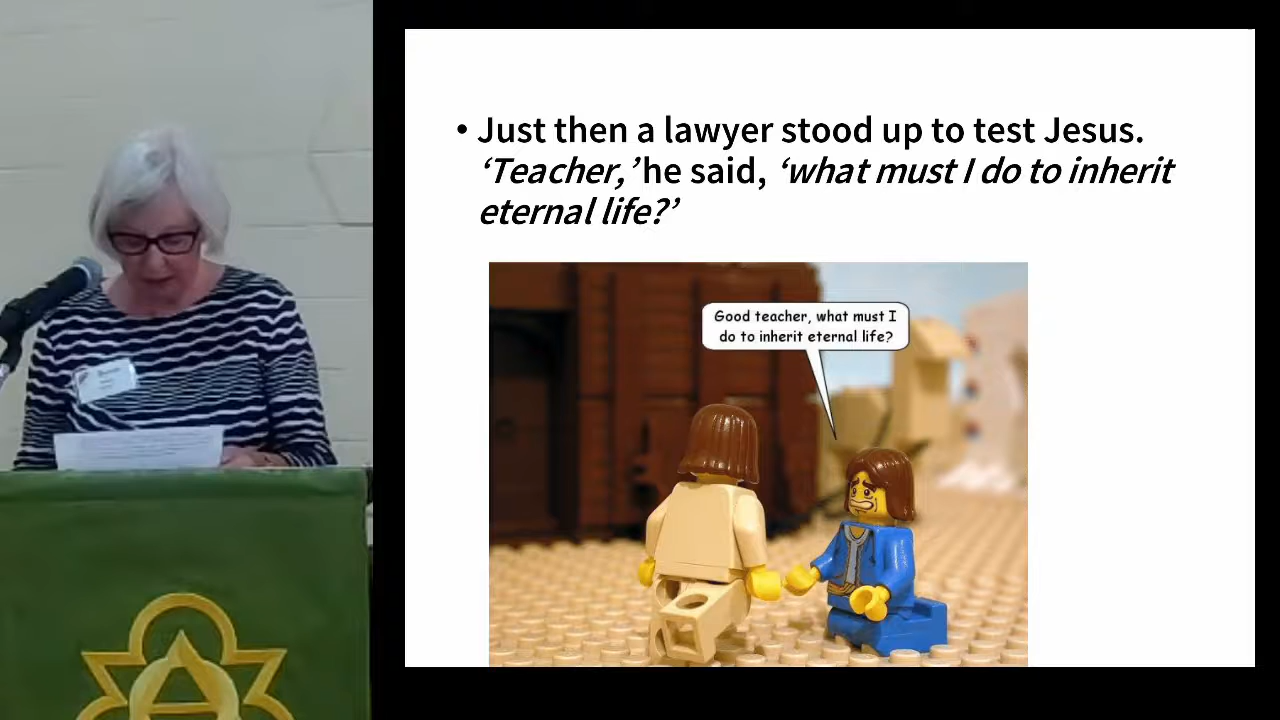 • Just then a lawyer stood up to test Jesus.
‘Teacher,’ he said, ‘what must I do to inherit
eternal life?’
Good teacher, what must I
do to inherit eternal life?